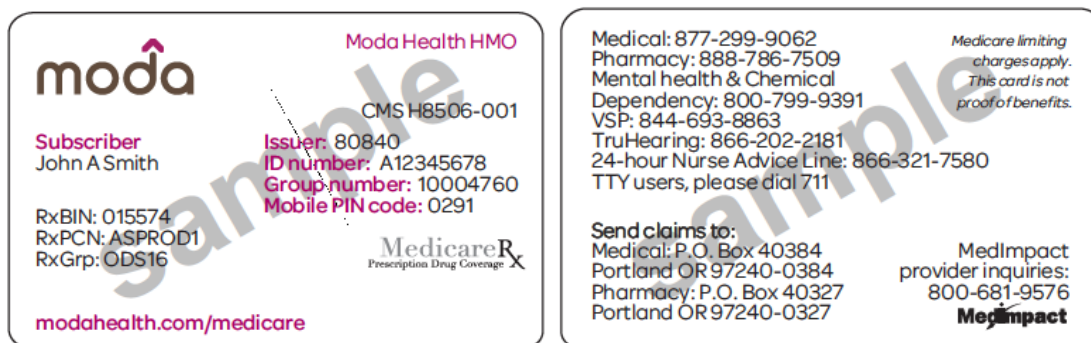 moda
Moda Health HMO
CMS H8506-001
Subscriber
John A Smith
Issuer: 80840
ID number: A12345678
Group number: 10004760
Mobile PIN code: 0291
RxBIN: 015574
RxPCN: ASPROD1
RxGrp: ODS16
MedicareRx
Prescription Drug Coverage
modahealth.com/medicare
sample
Medical: 877-299-9062
Pharmacy: 888-786-7509
Mental health & Chemical
Dependency: 800-799-9391
VSP: 844-693-8863
TruHearing: 866-202-2181
24-hour Nurse Advice Line: 866-321-7580
TTY users, please dial 711
Medicare limiting
charges apply.
This card is not
proof of benefits.
Send claims to:
Medical: P.O. Box 40384
Portland OR 97240-0384
Pharmacy: P.O. Box 40327
Portland OR 97240-0327
MedImpact
provider inquiries:
800-681-9576
MedImpact
sample